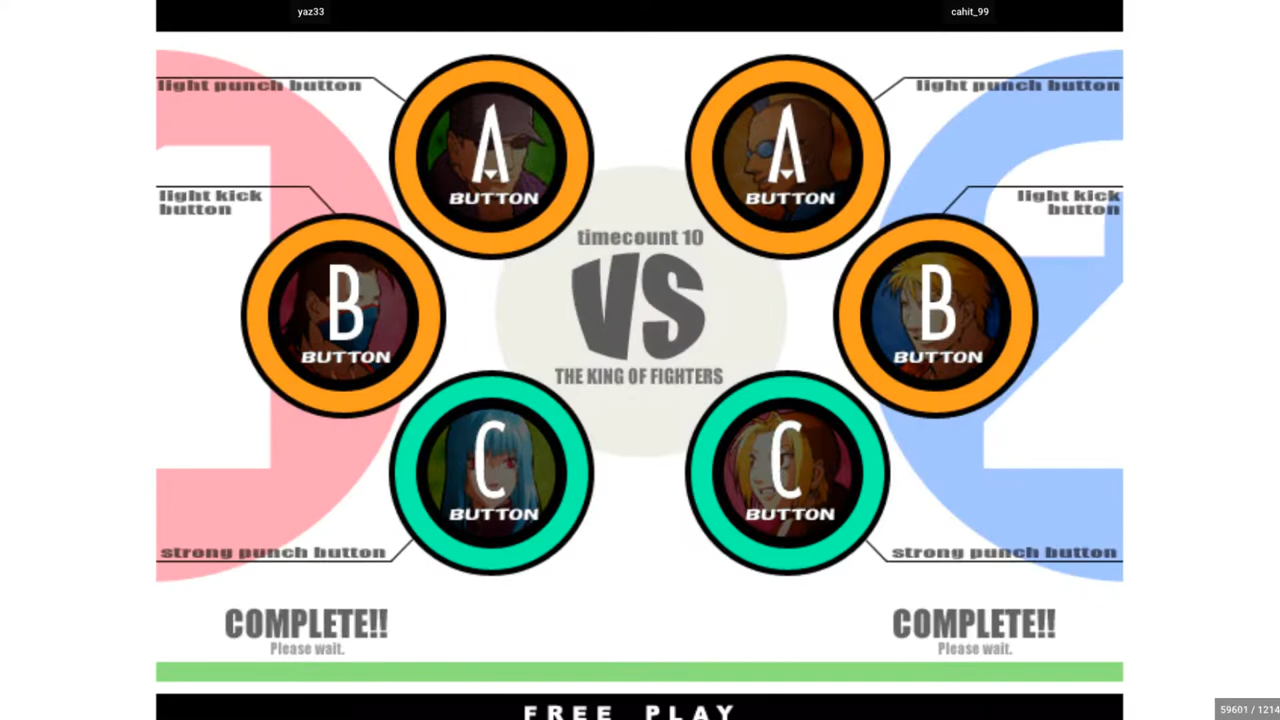 yaz33
cahit_99
light punch button
A
BUTTON
A
BUTTON
light punch button
light kick
button
B
BUTTON
timecount 10
VS
THE KING OF FIGHTERS
B
BUTTON
light kick
button
C
BUTTON
C
BUTTON
strong punch button
strong punch button
COMPLETE!!
Please wait.
COMPLETE!!
Please wait.
FREE PLAY
59601 / 1214